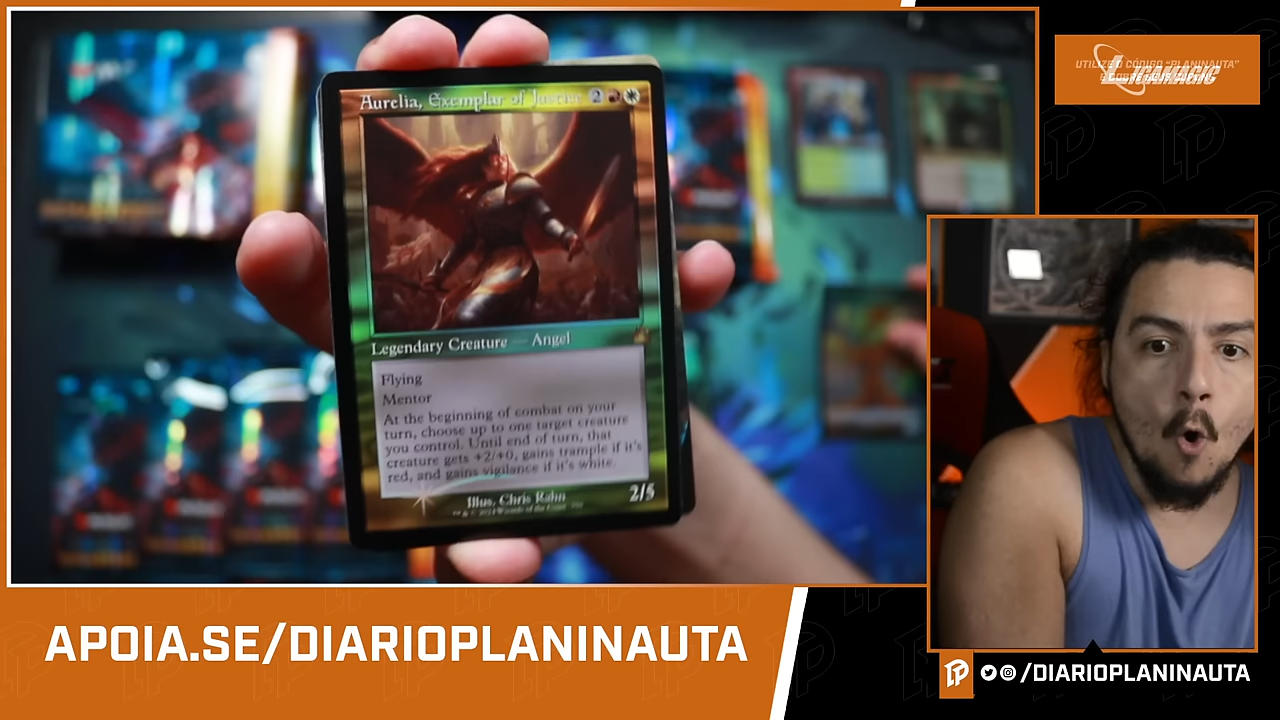 Aurelia, Exemplar of Justice 2
Legendary Creature — Angel
Flying
Mentor
At the beginning of combat on your
turn, choose up to one target creature
you control. Until end of turn, that
creature gets +2/+0, gains trample if it's
red, and gains vigilance if it's white.
Illus. Chris Rahn
2/5
UTILIZE O CÓDIGO "PLANINAUTA"
LIGAMAGIC
APOIA.SE/DIARIOPLANINAUTA
/DIARIOPLANINAUTA